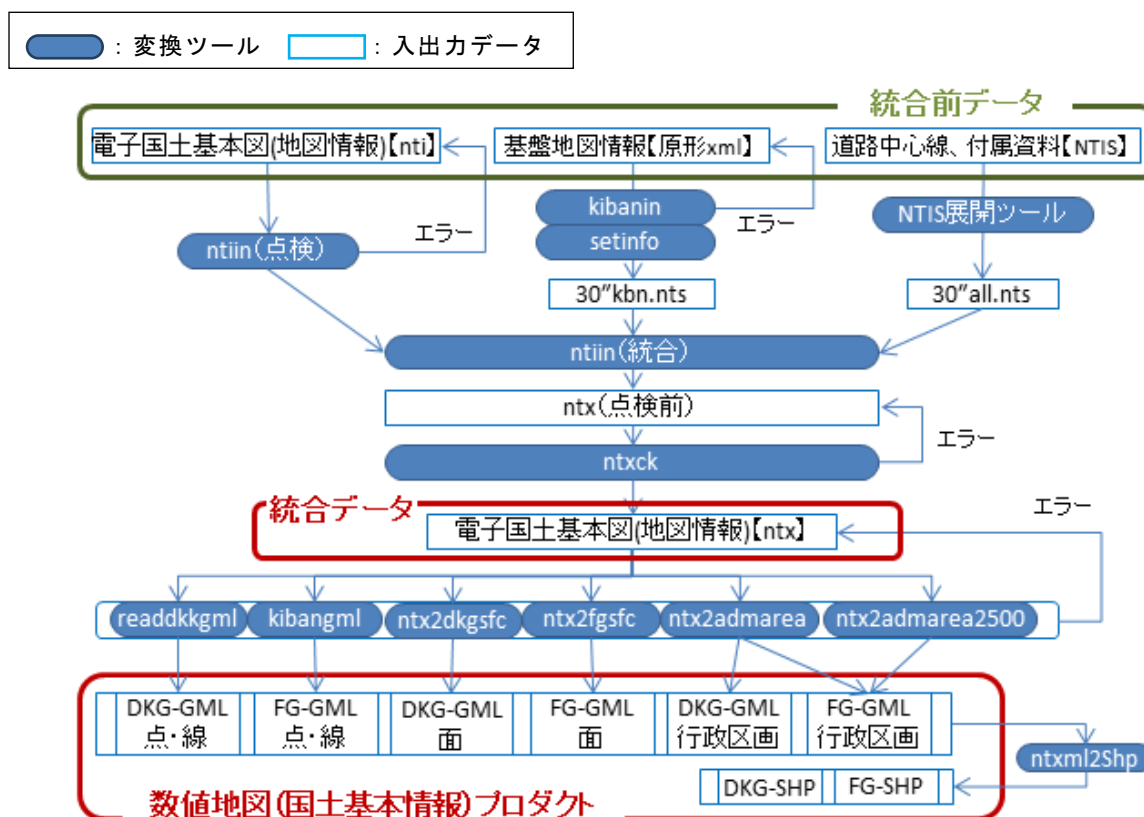 ：変換ツール ：入出力データ
統合前データ
電子国土基本図(地図情報)【nti】 基盤地図情報【原形xml】 道路中心線、付属資料【NTIS】
エラー kibanin エラー NTIS展開ツール
ntiin(点検) setinfo
30″kbn.nts 30″all.nts
ntiin(統合)
ntx(点検前)
エラー
ntxck
統合データ エラー
電子国土基本図(地図情報)【ntx】
readdkkgml kibangml ntx2dkgsfc ntx2fgsfc ntx2admarea ntx2admarea2500
DKG-GML FG-GML DKG-GML FG-GML DKG-GML FG-GML
点・線 点・線 面 面 行政区画 行政区画
ntxml2Shp
DKG-SHP FG-SHP
数値地図(国土基本情報)プロダクト